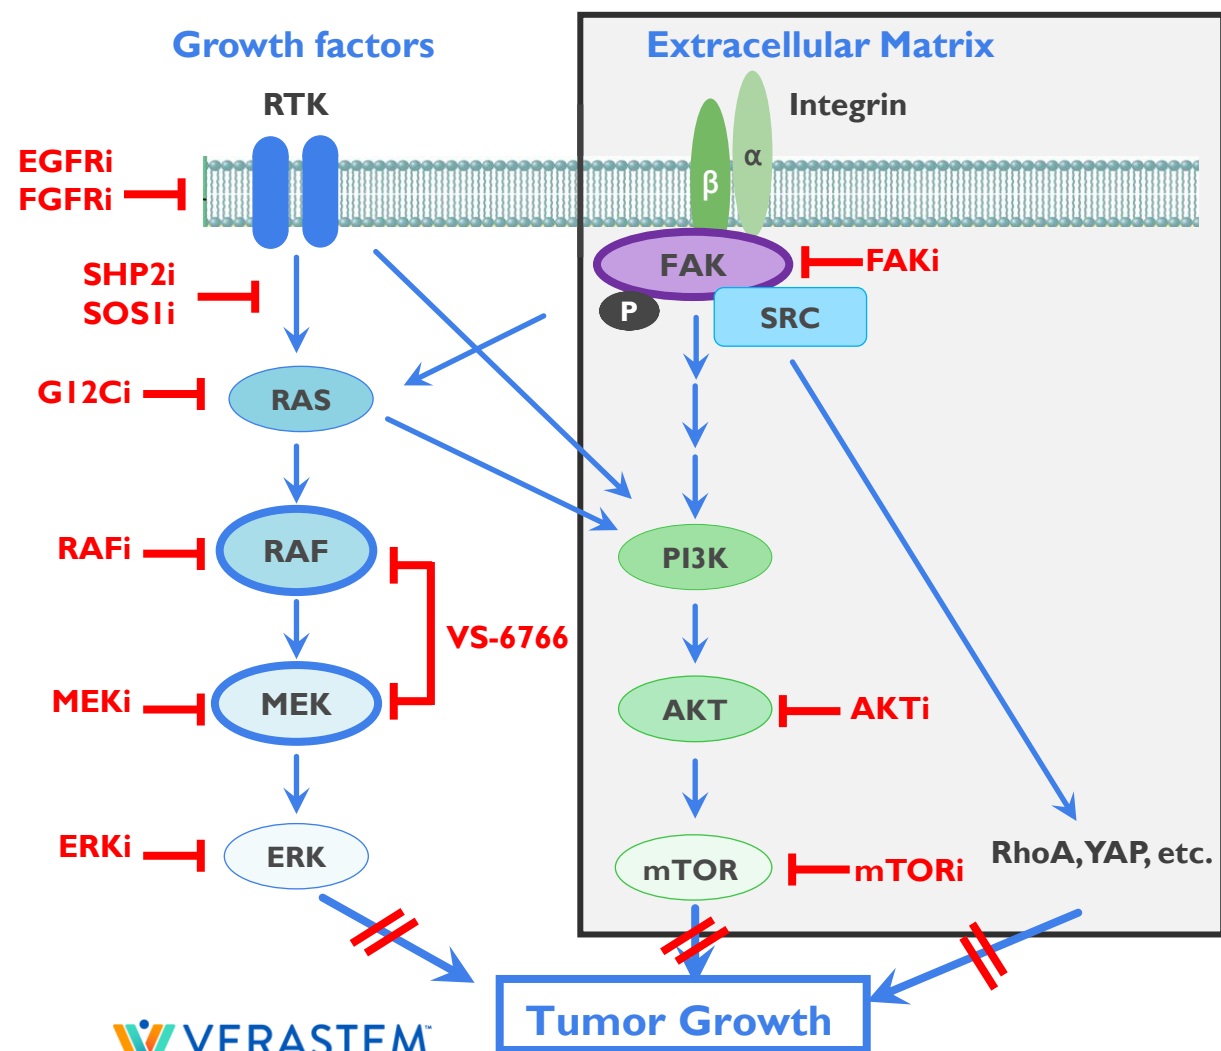 Growth factors
Extracellular Matrix
RTK
Integrin
EGFRi
FGFRi
α
β
FAK
FAKi
SHP2i
SOS1i
P
SRC
G12Ci
RAS
RAFi
RAF
PI3K
VS-6766
MEKi
MEK
AKT
AKTi
ERKi
ERK
mTOR
mTORi
RhoA, YAP, etc.
Tumor Growth
VERASTEM™